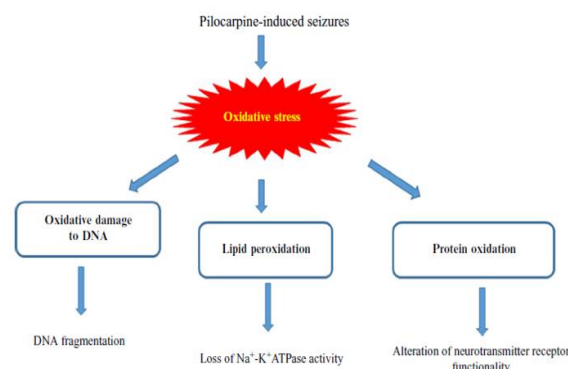 Pilocarpine-induced seizures
Oxidative stress
Oxidative damage
to DNA
Lipid peroxidation
Protein oxidation
DNA fragmentation
Loss of Na⁺-K⁺ATPase activity
Alteration of neurotransmitter receptor
functionality